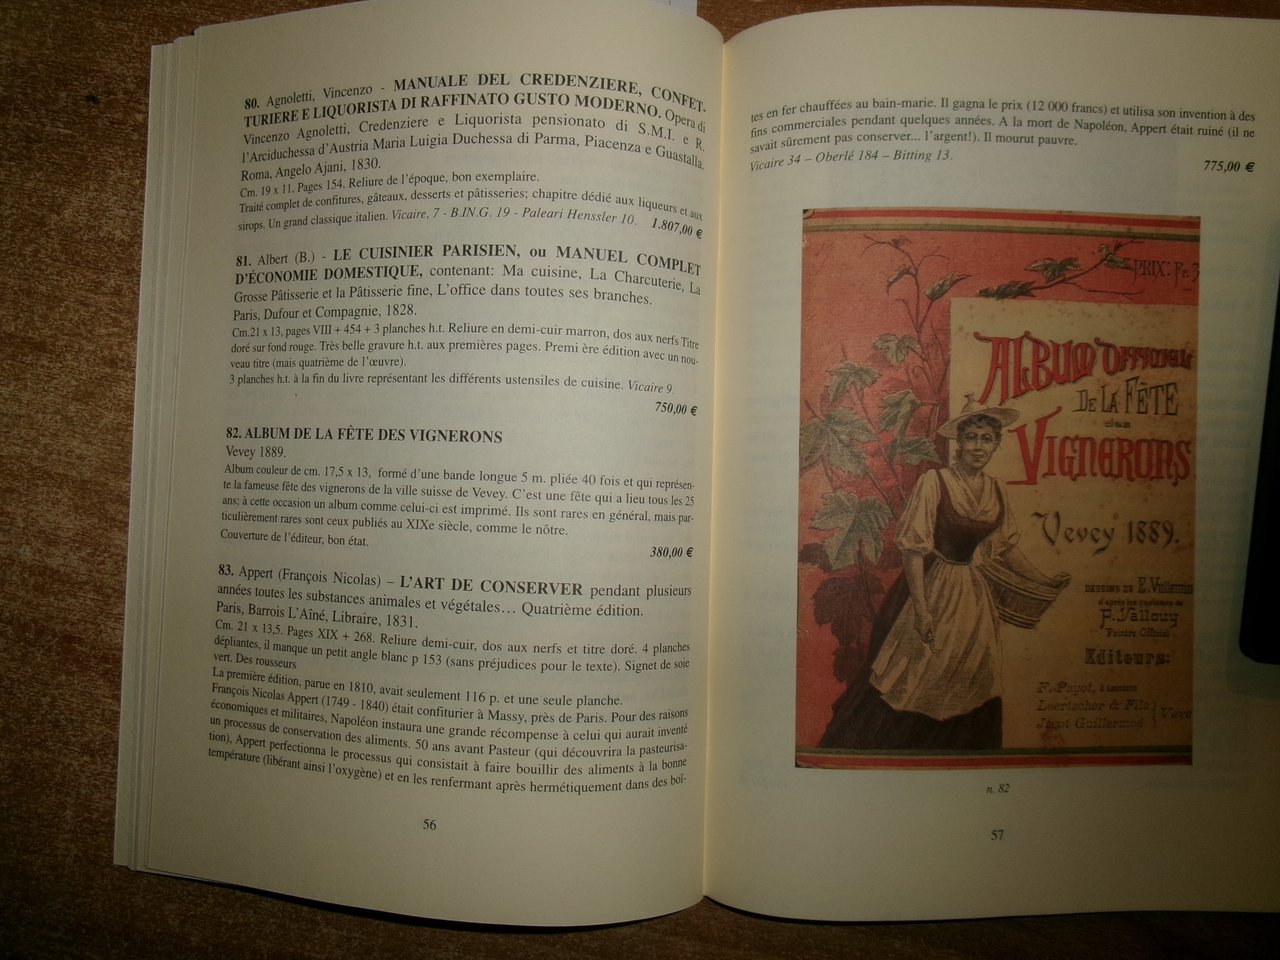 80. Agnoletti, Vincenzo - MANUALE DEL CREDENZIERE, CONFET-
TURIERE E LIQUORISTA DI RAFFINATO GUSTO MODERNO. Opera di
Vincenzo Agnoletti, Credenziere e Liquorista pensionato di S.M.I. e R.
l'Arciduchessa d'Austria Maria Luigia Duchessa di Parma, Piacenza e Guastalla.
Roma, Angelo Ajani, 1830.
Cm. 19 x 11. Pages 154. Reliure de l'époque, bon exemplaire.
Traité complet de confitures, gâteaux, desserts et pâtisseries; chapitre dédié aux liqueurs et aux
sirops. Un grand classique italien. Vicaire, 7 - B.IN.G. 19 - Paleari Henssler 10. 1.807,00 €
81. Albert (B.) - LE CUISINIER PARISIEN, ou MANUEL COMPLET
D'ÉCONOMIE DOMESTIQUE, contenant: Ma cuisine, La Charcuterie, La
Grosse Pâtisserie et la Pâtisserie fine, L'office dans toutes ses branches.
Paris, Dufour et Compagnie, 1828.
Cm.21 x 13, pages VIII + 454 + 3 planches h.t. Reliure en demi-cuir marron, dos aux nerfs Titre
doré sur fond rouge. Très belle gravure h.t. aux premières pages. Premi ère édition avec un nou-
veau titre (mais quatrième de l'œuvre).
3 planches h.t. à la fin du livre représentant les différents ustensiles de cuisine. Vicaire 9.
750,00 €
82. ALBUM DE LA FÊTE DES VIGNERONS
Vevey 1889.
Album couleur de cm. 17,5 x 13, formé d'une bande longue 5 m. pliée 40 fois et qui représen-
te la fameuse fête des vignerons de la ville suisse de Vevey. C'est une fête qui a lieu tous les 25
ans; à cette occasion un album comme celui-ci est imprimé. Ils sont rares en général, mais par-
ticulièrement rares sont ceux publiés au XIXe siècle, comme le nôtre.
Couverture de l'éditeur, bon état.
380,00 €
83. Appert (François Nicolas) – L'ART DE CONSERVER pendant plusieurs
années toutes les substances animales et végétales… Quatrième édition.
Paris, Barrois L'Aîné, Libraire, 1831.
Cm. 21 x 13,5. Pages XIX + 268. Reliure demi-cuir, dos aux nerfs et titre doré. 4 planches
dépliantes, il manque un petit angle blanc p 153 (sans préjudices pour le texte). Signet de soie
vert. Des rousseurs
La première édition, parue en 1810, avait seulement 116 p. et une seule planche.
François Nicolas Appert (1749 - 1840) était confiturier à Massy, près de Paris. Pour des raisons
économiques et militaires, Napoléon instaura une grande récompense à celui qui aurait inventé
un processus de conservation des aliments. 50 ans avant Pasteur (qui découvrira la pasteurisa-
tion), Appert perfectionna le processus qui consistait à faire bouillir des aliments à la bonne
température (libérant ainsi l'oxygène) et en les renfermant après hermétiquement dans des boî-
56
tes en fer chauffées au bain-marie. Il gagna le prix (12 000 francs) et utilisa son invention à des
fins commerciales pendant quelques années. A la mort de Napoléon, Appert était ruiné (il ne
savait sûrement pas conserver... l'argent!). Il mourut pauvre.
Vicaire 34 – Oberlé 184 – Bitting 13.
775,00 €
PRIX: Fr. 3
ALBUM OFFICIEL
DE LA FÊTE
des
VIGNERONS
Vevey 1889.
DESSINS DE E. Vullemin
d'après les costumes de
P. Vallouy
Peintre Officiel
Editeurs:
F. Payot, à Lausanne
Loertscher & Fils
Jacot Guillarmod } Veve
n. 82
57